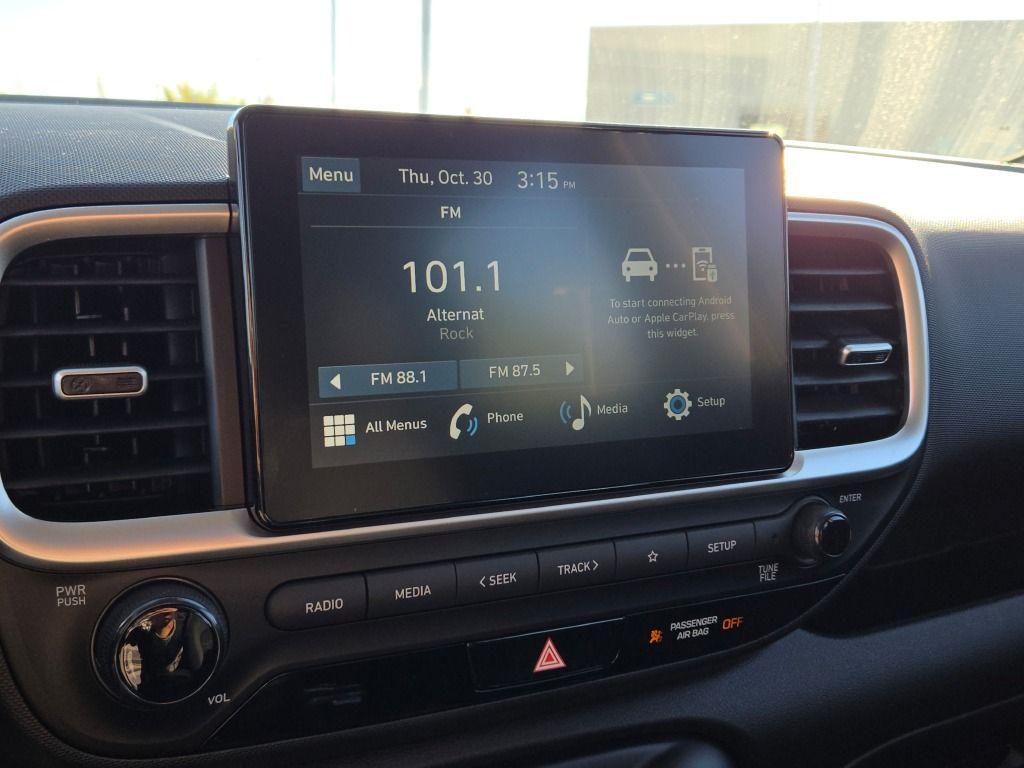 Menu Thu, Oct. 30 3:15 PM
FM
101.1
Alternat
Rock
To start connecting Android
Auto or Apple CarPlay, press
this widget.
FM 88.1 FM 87.5
All Menus Phone Media Setup
PWR
PUSH
VOL
RADIO MEDIA < SEEK TRACK > SETUP
ENTER
TUNE
FILE
PASSENGER
AIR BAG OFF